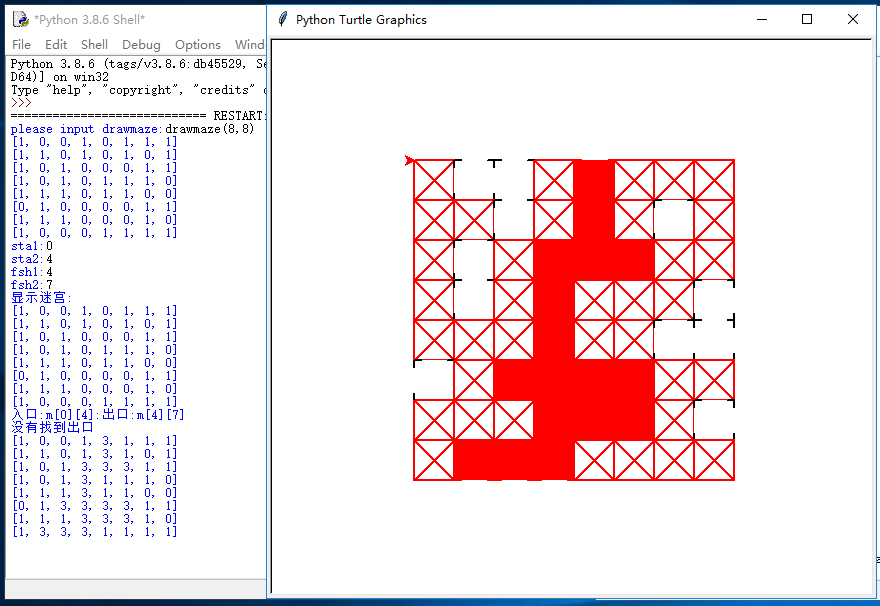 *Python 3.8.6 Shell*
File Edit Shell Debug Options Wind
Python 3.8.6 (tags/v3.8.6:db45529, Se
D64)] on win32
Type "help", "copyright", "credits" o
>>>
============================ RESTART:
please input drawmaze:drawmaze(8,8)
[1, 0, 0, 1, 0, 1, 1, 1]
[1, 1, 0, 1, 0, 1, 0, 1]
[1, 0, 1, 0, 0, 0, 1, 1]
[1, 0, 1, 0, 1, 1, 1, 0]
[1, 1, 1, 0, 1, 1, 0, 0]
[0, 1, 0, 0, 0, 0, 1, 1]
[1, 1, 1, 0, 0, 0, 1, 0]
[1, 0, 0, 0, 1, 1, 1, 1]
sta1:0
sta2:4
fsh1:4
fsh2:7
显示迷宫:
[1, 0, 0, 1, 0, 1, 1, 1]
[1, 1, 0, 1, 0, 1, 0, 1]
[1, 0, 1, 0, 0, 0, 1, 1]
[1, 0, 1, 0, 1, 1, 1, 0]
[1, 1, 1, 0, 1, 1, 0, 0]
[0, 1, 0, 0, 0, 0, 1, 1]
[1, 1, 1, 0, 0, 0, 1, 0]
[1, 0, 0, 0, 1, 1, 1, 1]
入口:m[0][4]:出口:m[4][7]
没有找到出口
[1, 0, 0, 1, 3, 1, 1, 1]
[1, 1, 0, 1, 3, 1, 0, 1]
[1, 0, 1, 3, 3, 3, 1, 1]
[1, 0, 1, 3, 1, 1, 1, 0]
[1, 1, 1, 3, 1, 1, 0, 0]
[0, 1, 3, 3, 3, 3, 1, 1]
[1, 1, 1, 3, 3, 3, 1, 0]
[1, 3, 3, 3, 1, 1, 1, 1]
Python Turtle Graphics